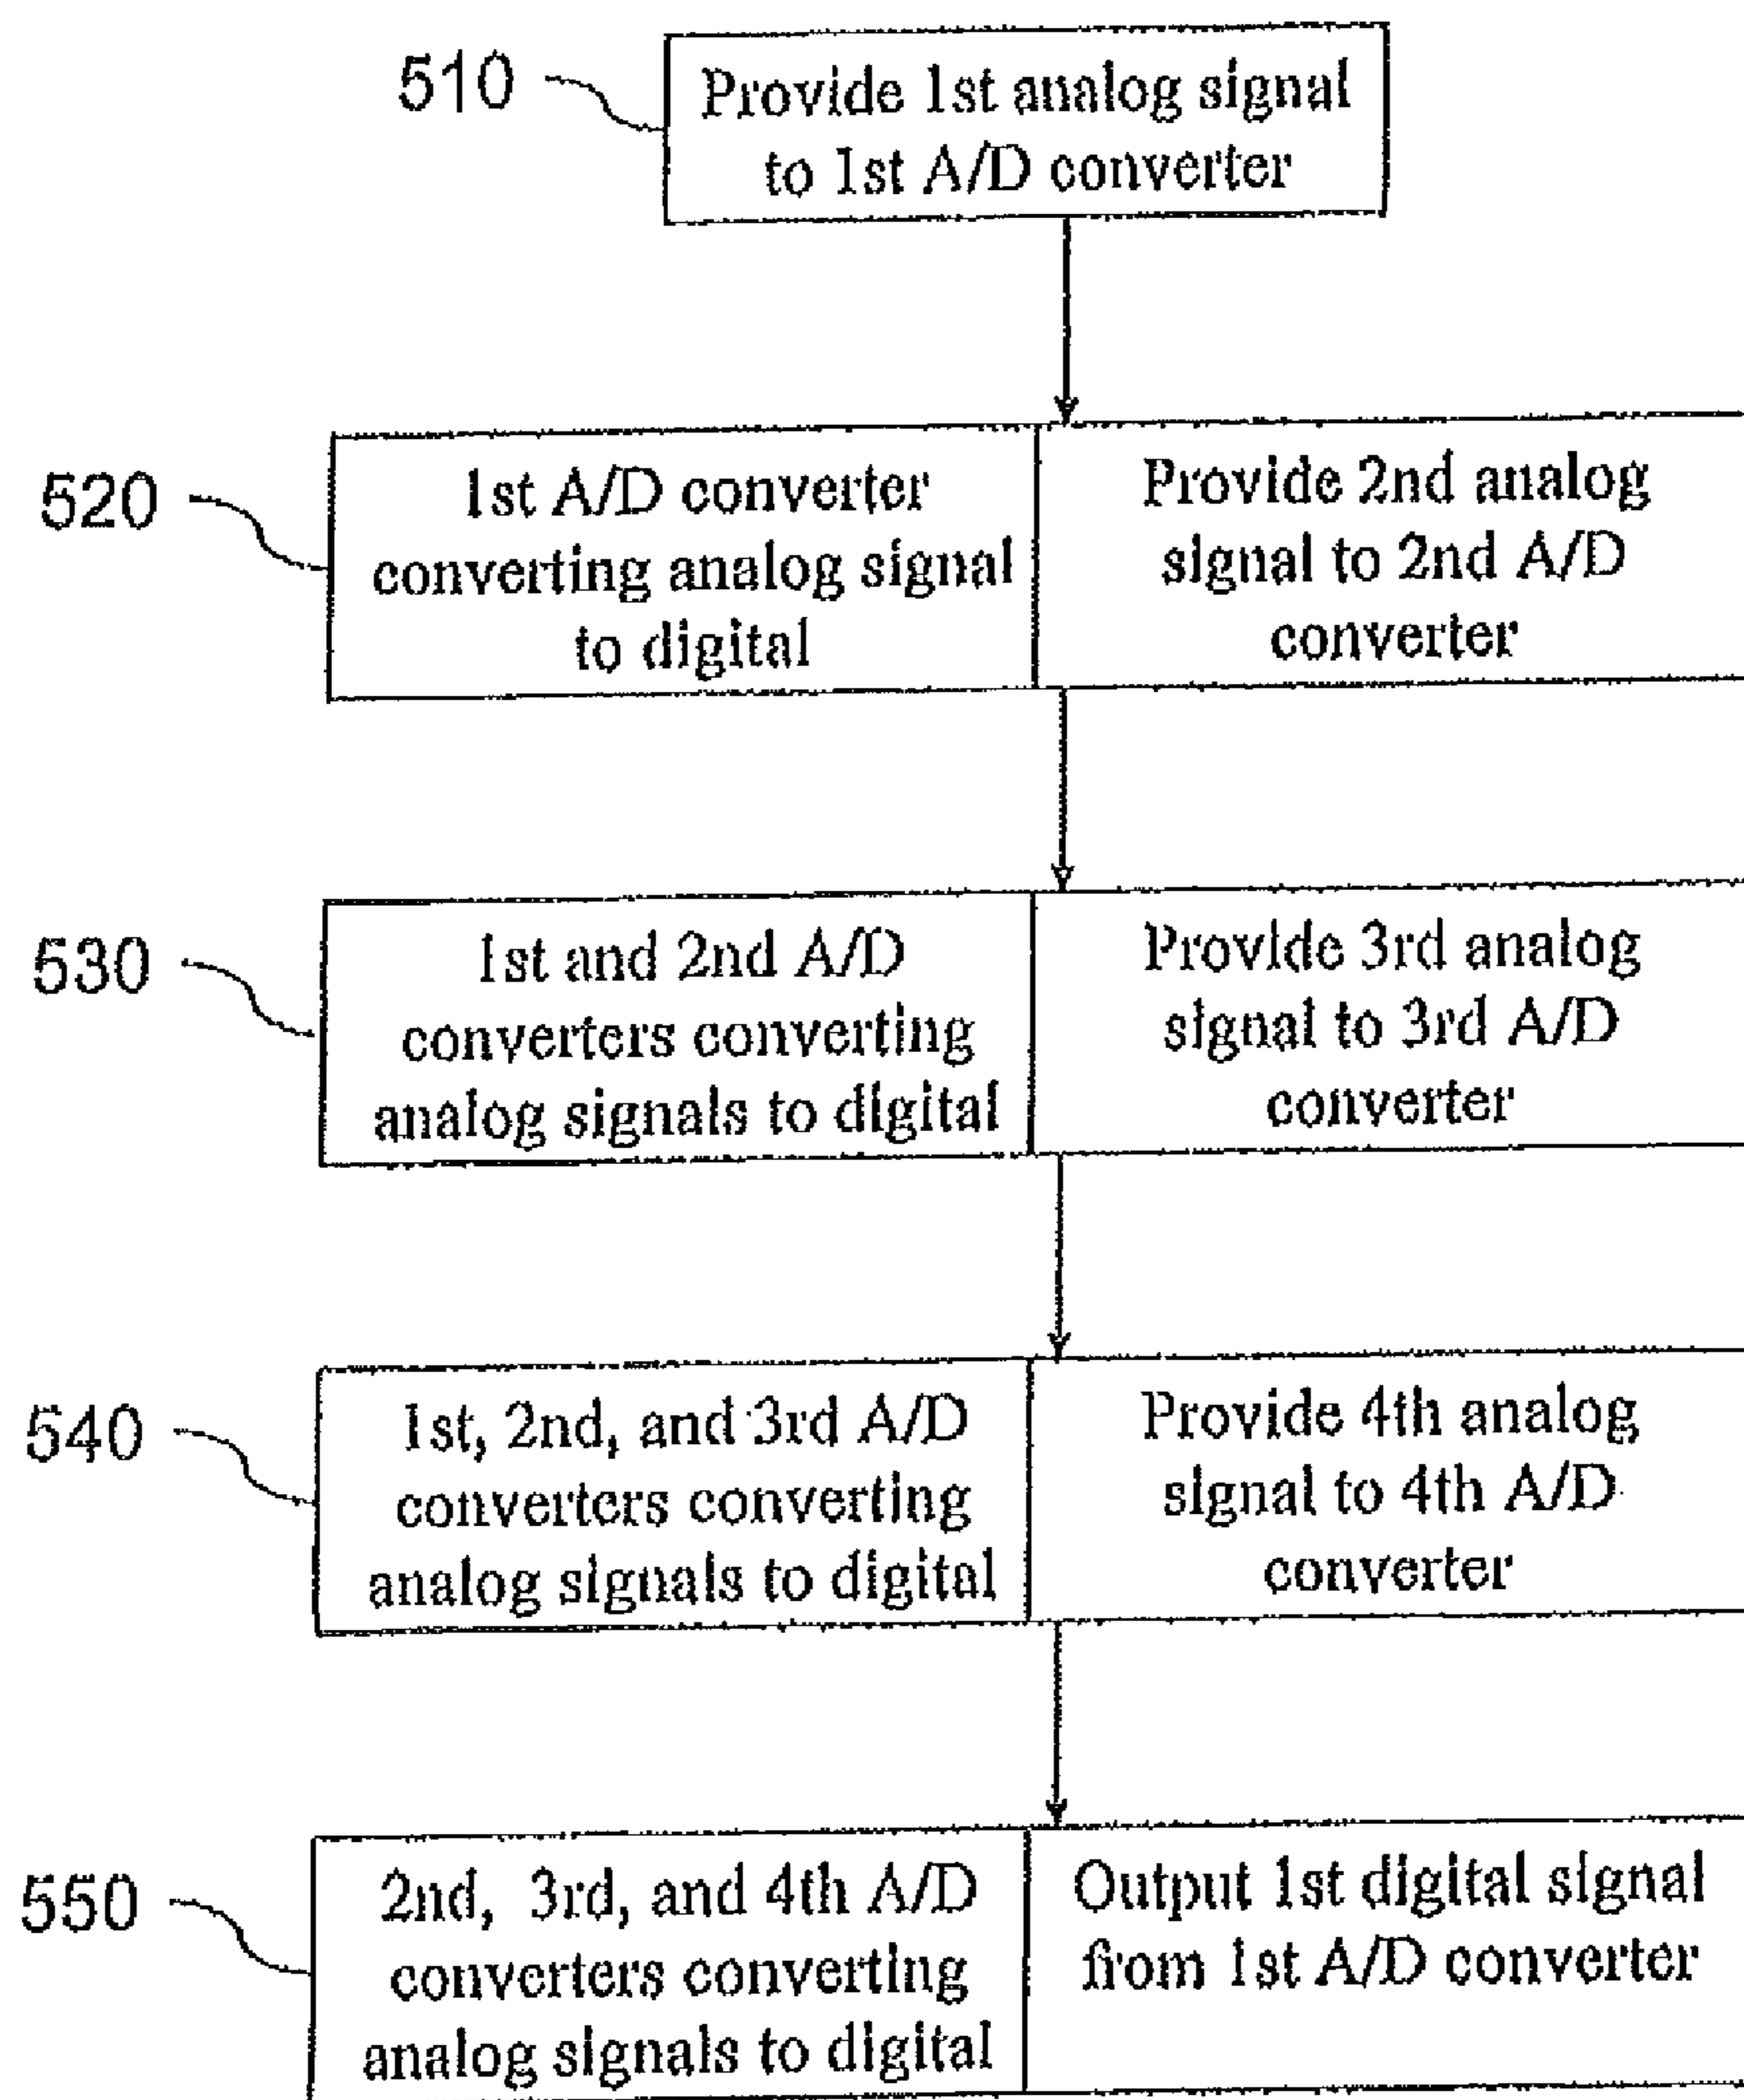 510
Provide 1st analog signal
to 1st A/D converter
520
1st A/D converter
converting analog signal
to digital
Provide 2nd analog
signal to 2nd A/D
converter
530
1st and 2nd A/D
converters converting
analog signals to digital
Provide 3rd analog
signal to 3rd A/D
converter
540
1st, 2nd, and 3rd A/D
converters converting
analog signals to digital
Provide 4th analog
signal to 4th A/D
converter
550
2nd, 3rd, and 4th A/D
converters converting
analog signals to digital
Output 1st digital signal
from 1st A/D converter